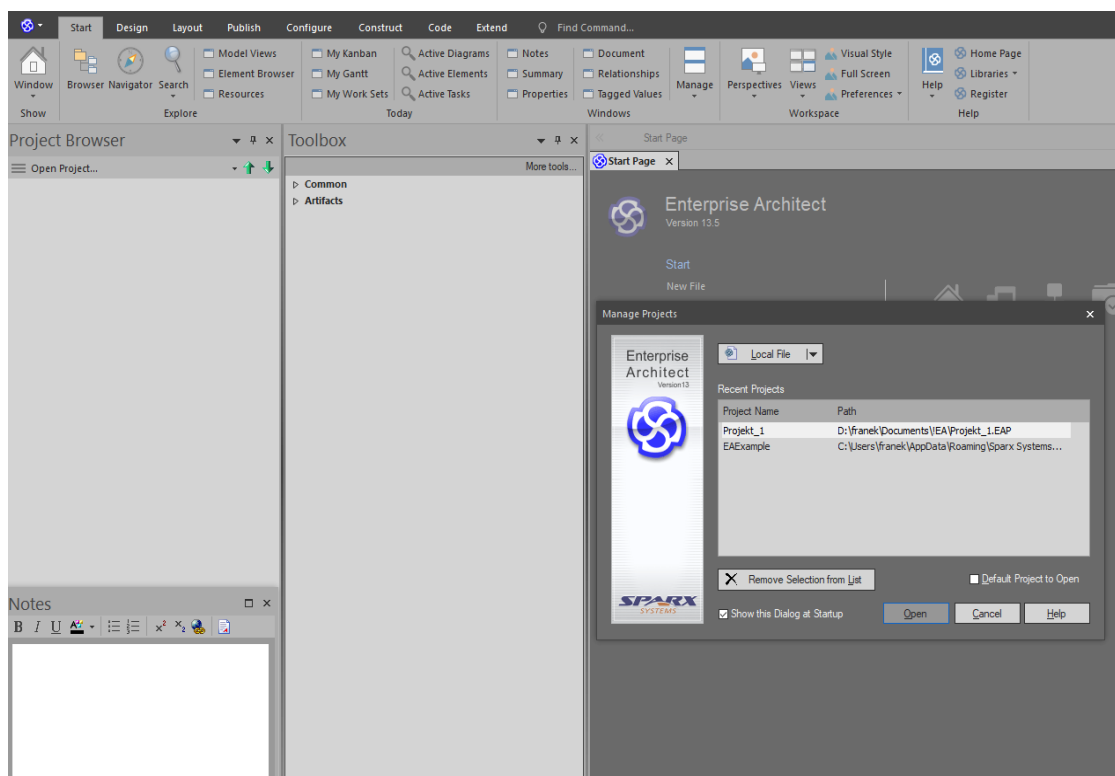 Start Design Layout Publish Configure Construct Code Extend Find Command...
Model Views My Kanban Active Diagrams Notes Document Visual Style Home Page
Element Browser My Gantt Active Elements Summary Relationships Full Screen Libraries
Window Browser Navigator Search Resources My Work Sets Active Tasks Properties Tagged Values Manage Perspectives Views Preferences Help Register
Show Explore Today Windows Workspace Help
Project Browser
Open Project...
Toolbox
More tools...
Common
Artifacts
Start Page
Start Page
Enterprise Architect
Version 13.5
Start
New File
Manage Projects
Enterprise
Architect
Version13
SPARX
SYSTEMS
Local File
Recent Projects
Project Name Path
Projekt_1 D:\franek\Documents\!EA\Projekt_1.EAP
EAExample C:\Users\franek\AppData\Roaming\Sparx Systems...
Remove Selection from List Default Project to Open
Show this Dialog at Startup Open Cancel Help
Notes
B I U A x² x₂